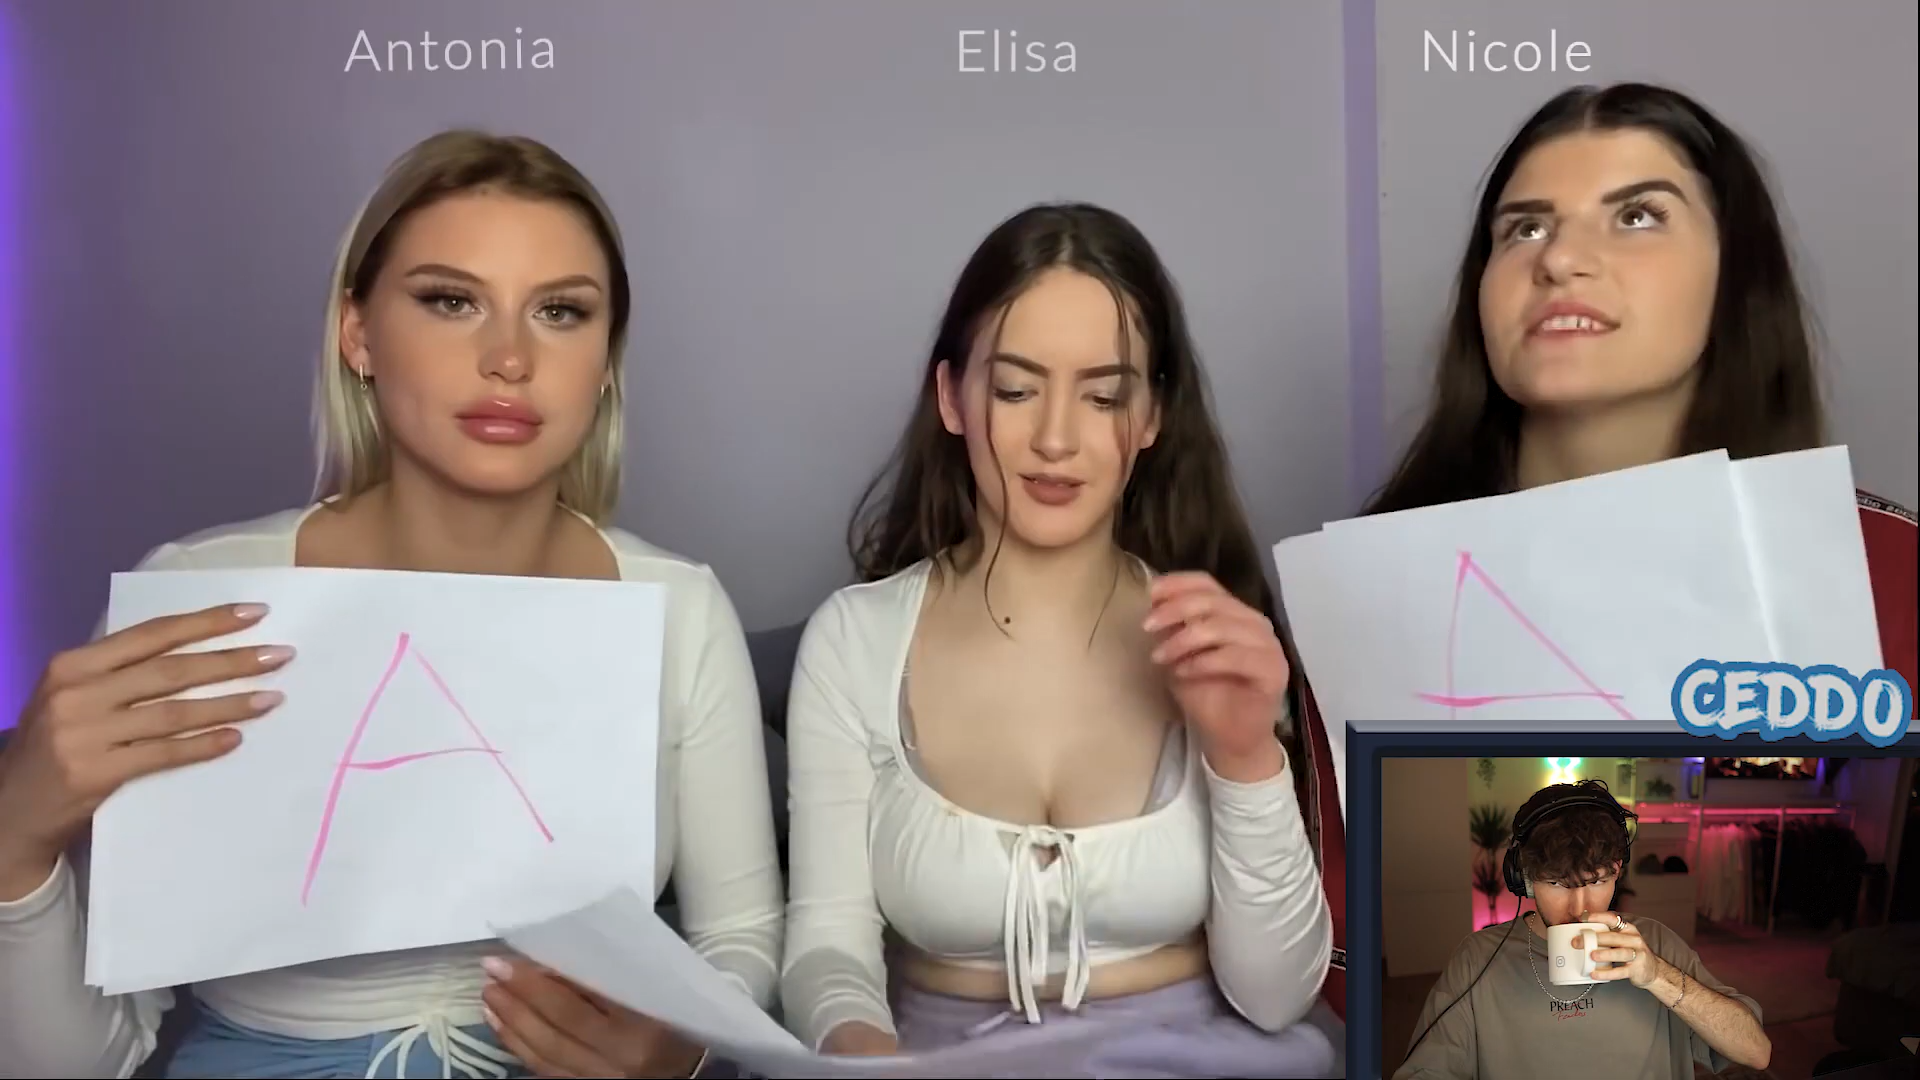 Antonia
Elisa
Nicole
A
A
CEDDO
PREACH